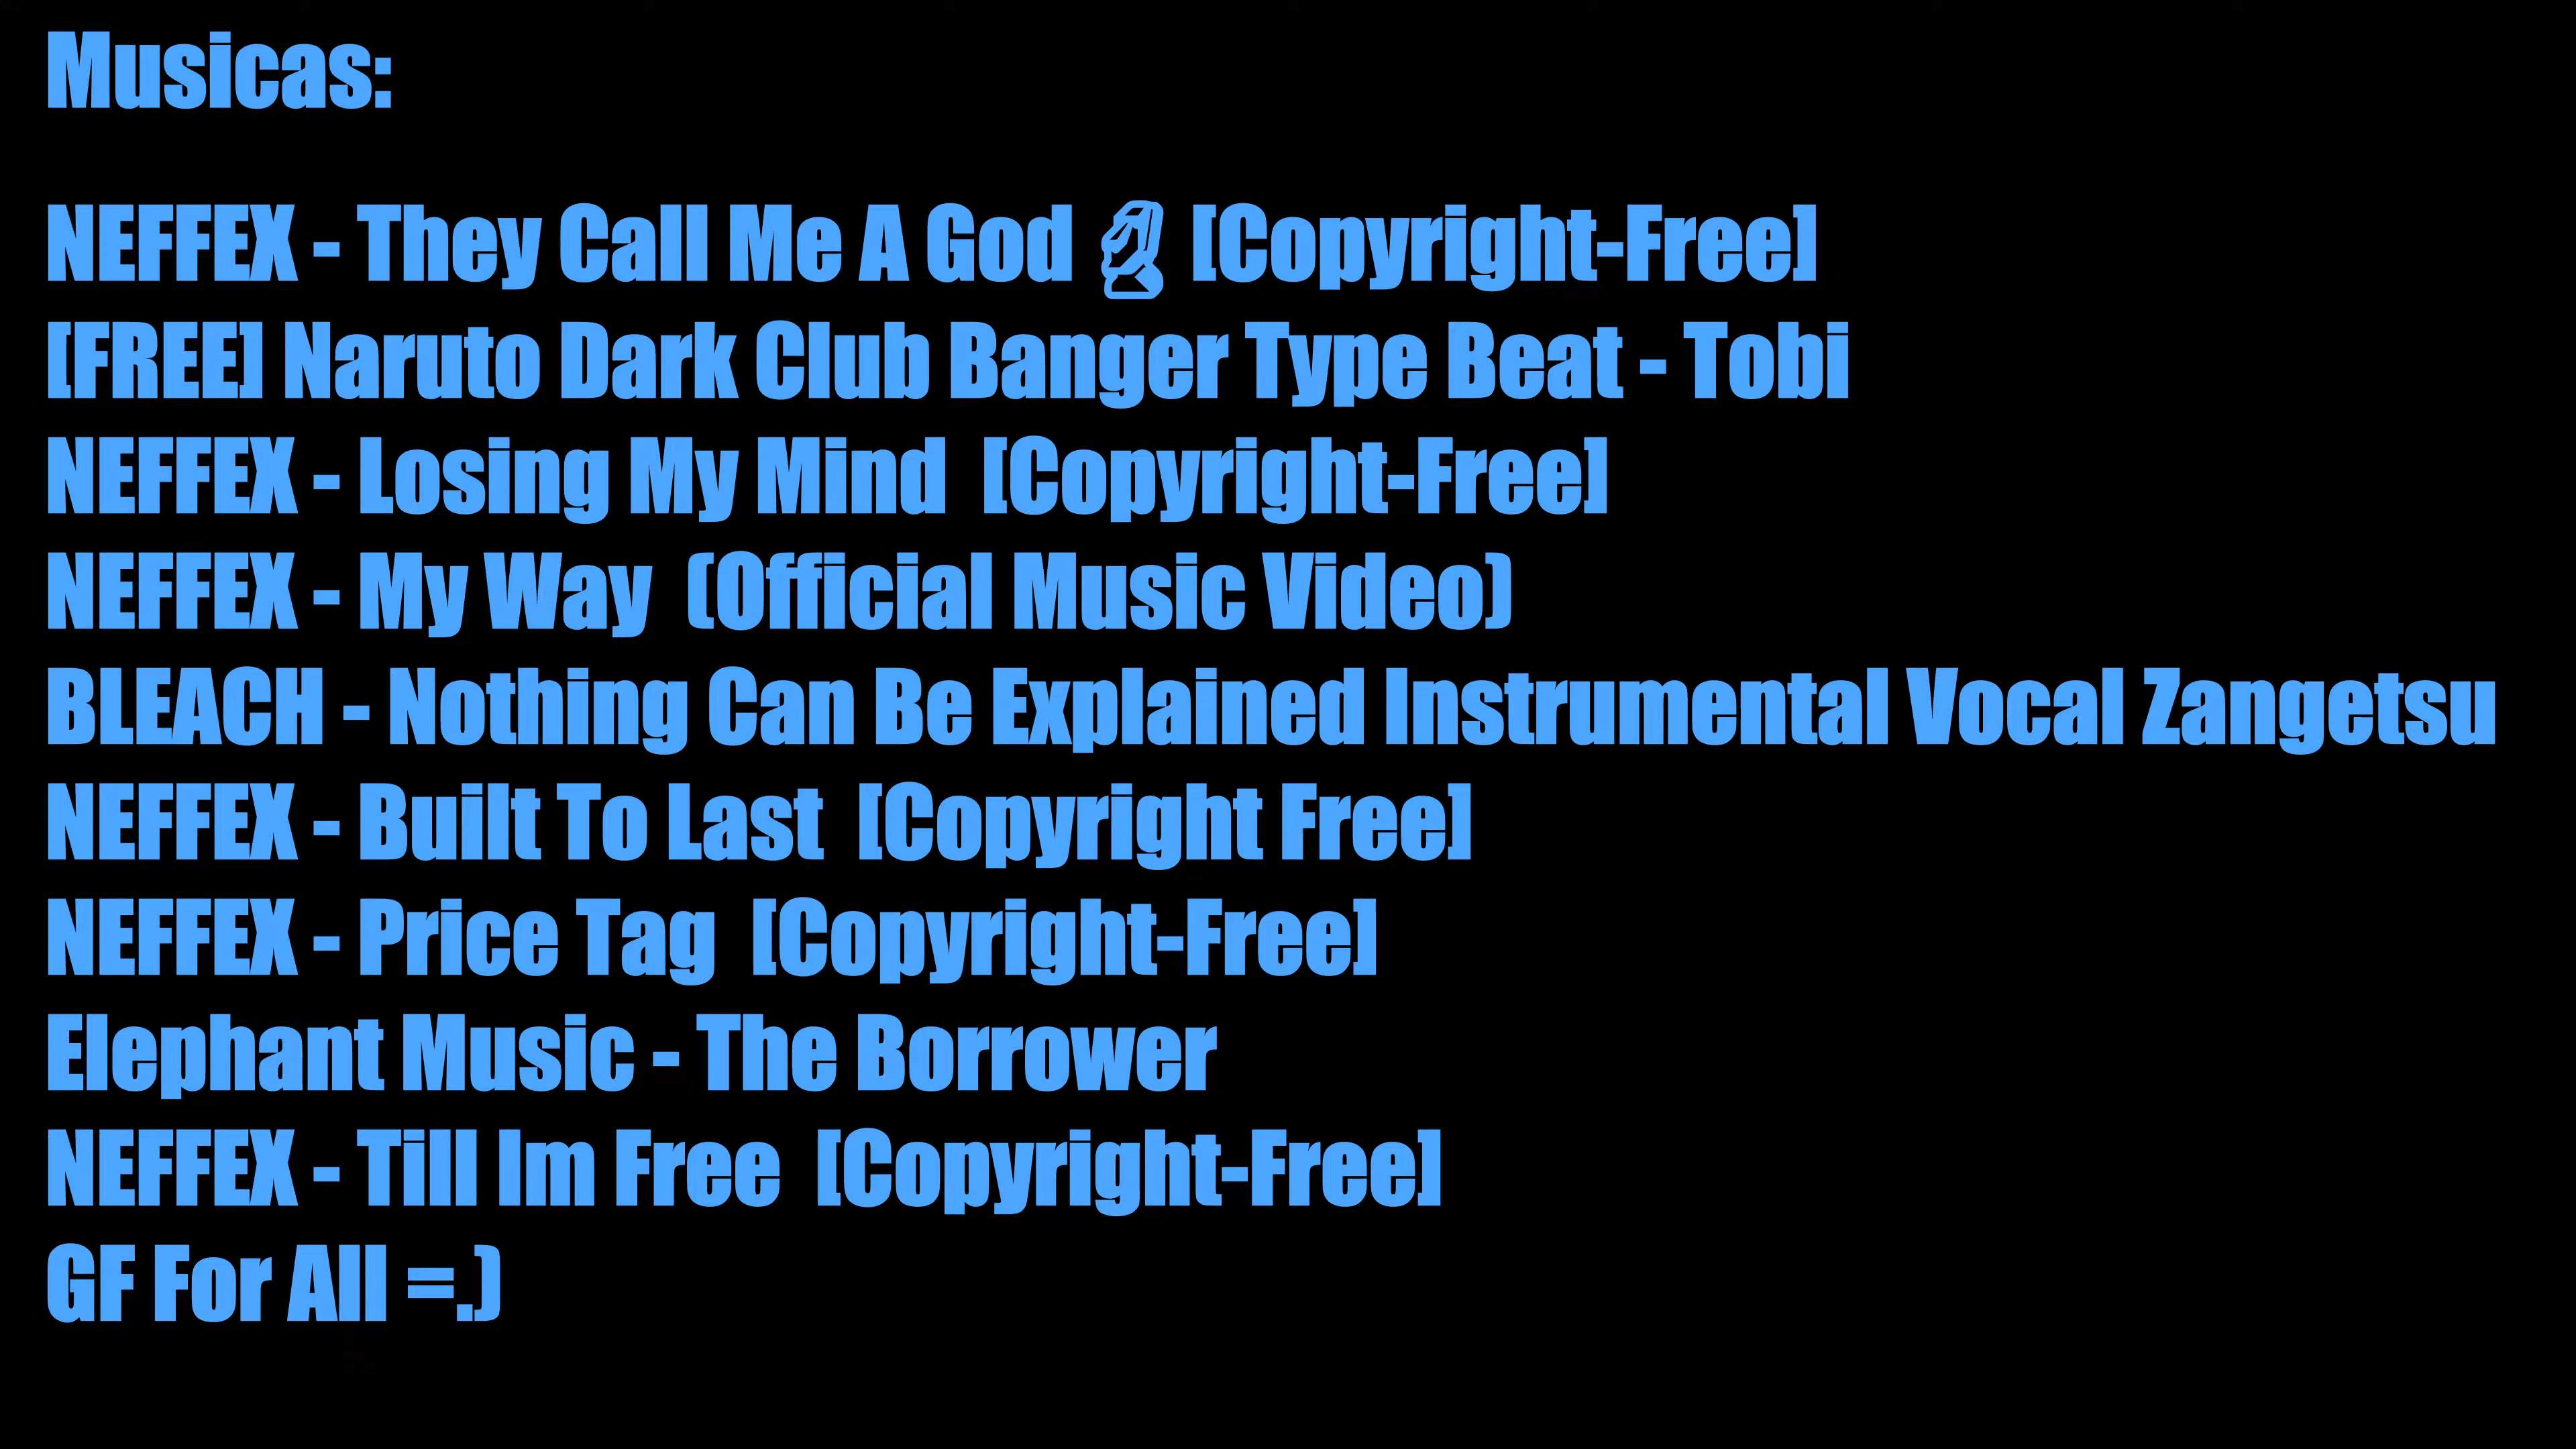 Musicas:
NEFFEX - They Call Me A God 🙏 [Copyright-Free]
[FREE] Naruto Dark Club Banger Type Beat - Tobi
NEFFEX - Losing My Mind [Copyright-Free]
NEFFEX - My Way (Official Music Video)
BLEACH - Nothing Can Be Explained Instrumental Vocal Zangetsu
NEFFEX - Built To Last [Copyright Free]
NEFFEX - Price Tag [Copyright-Free]
Elephant Music - The Borrower
NEFFEX - Till Im Free [Copyright-Free]
GF For All =.)